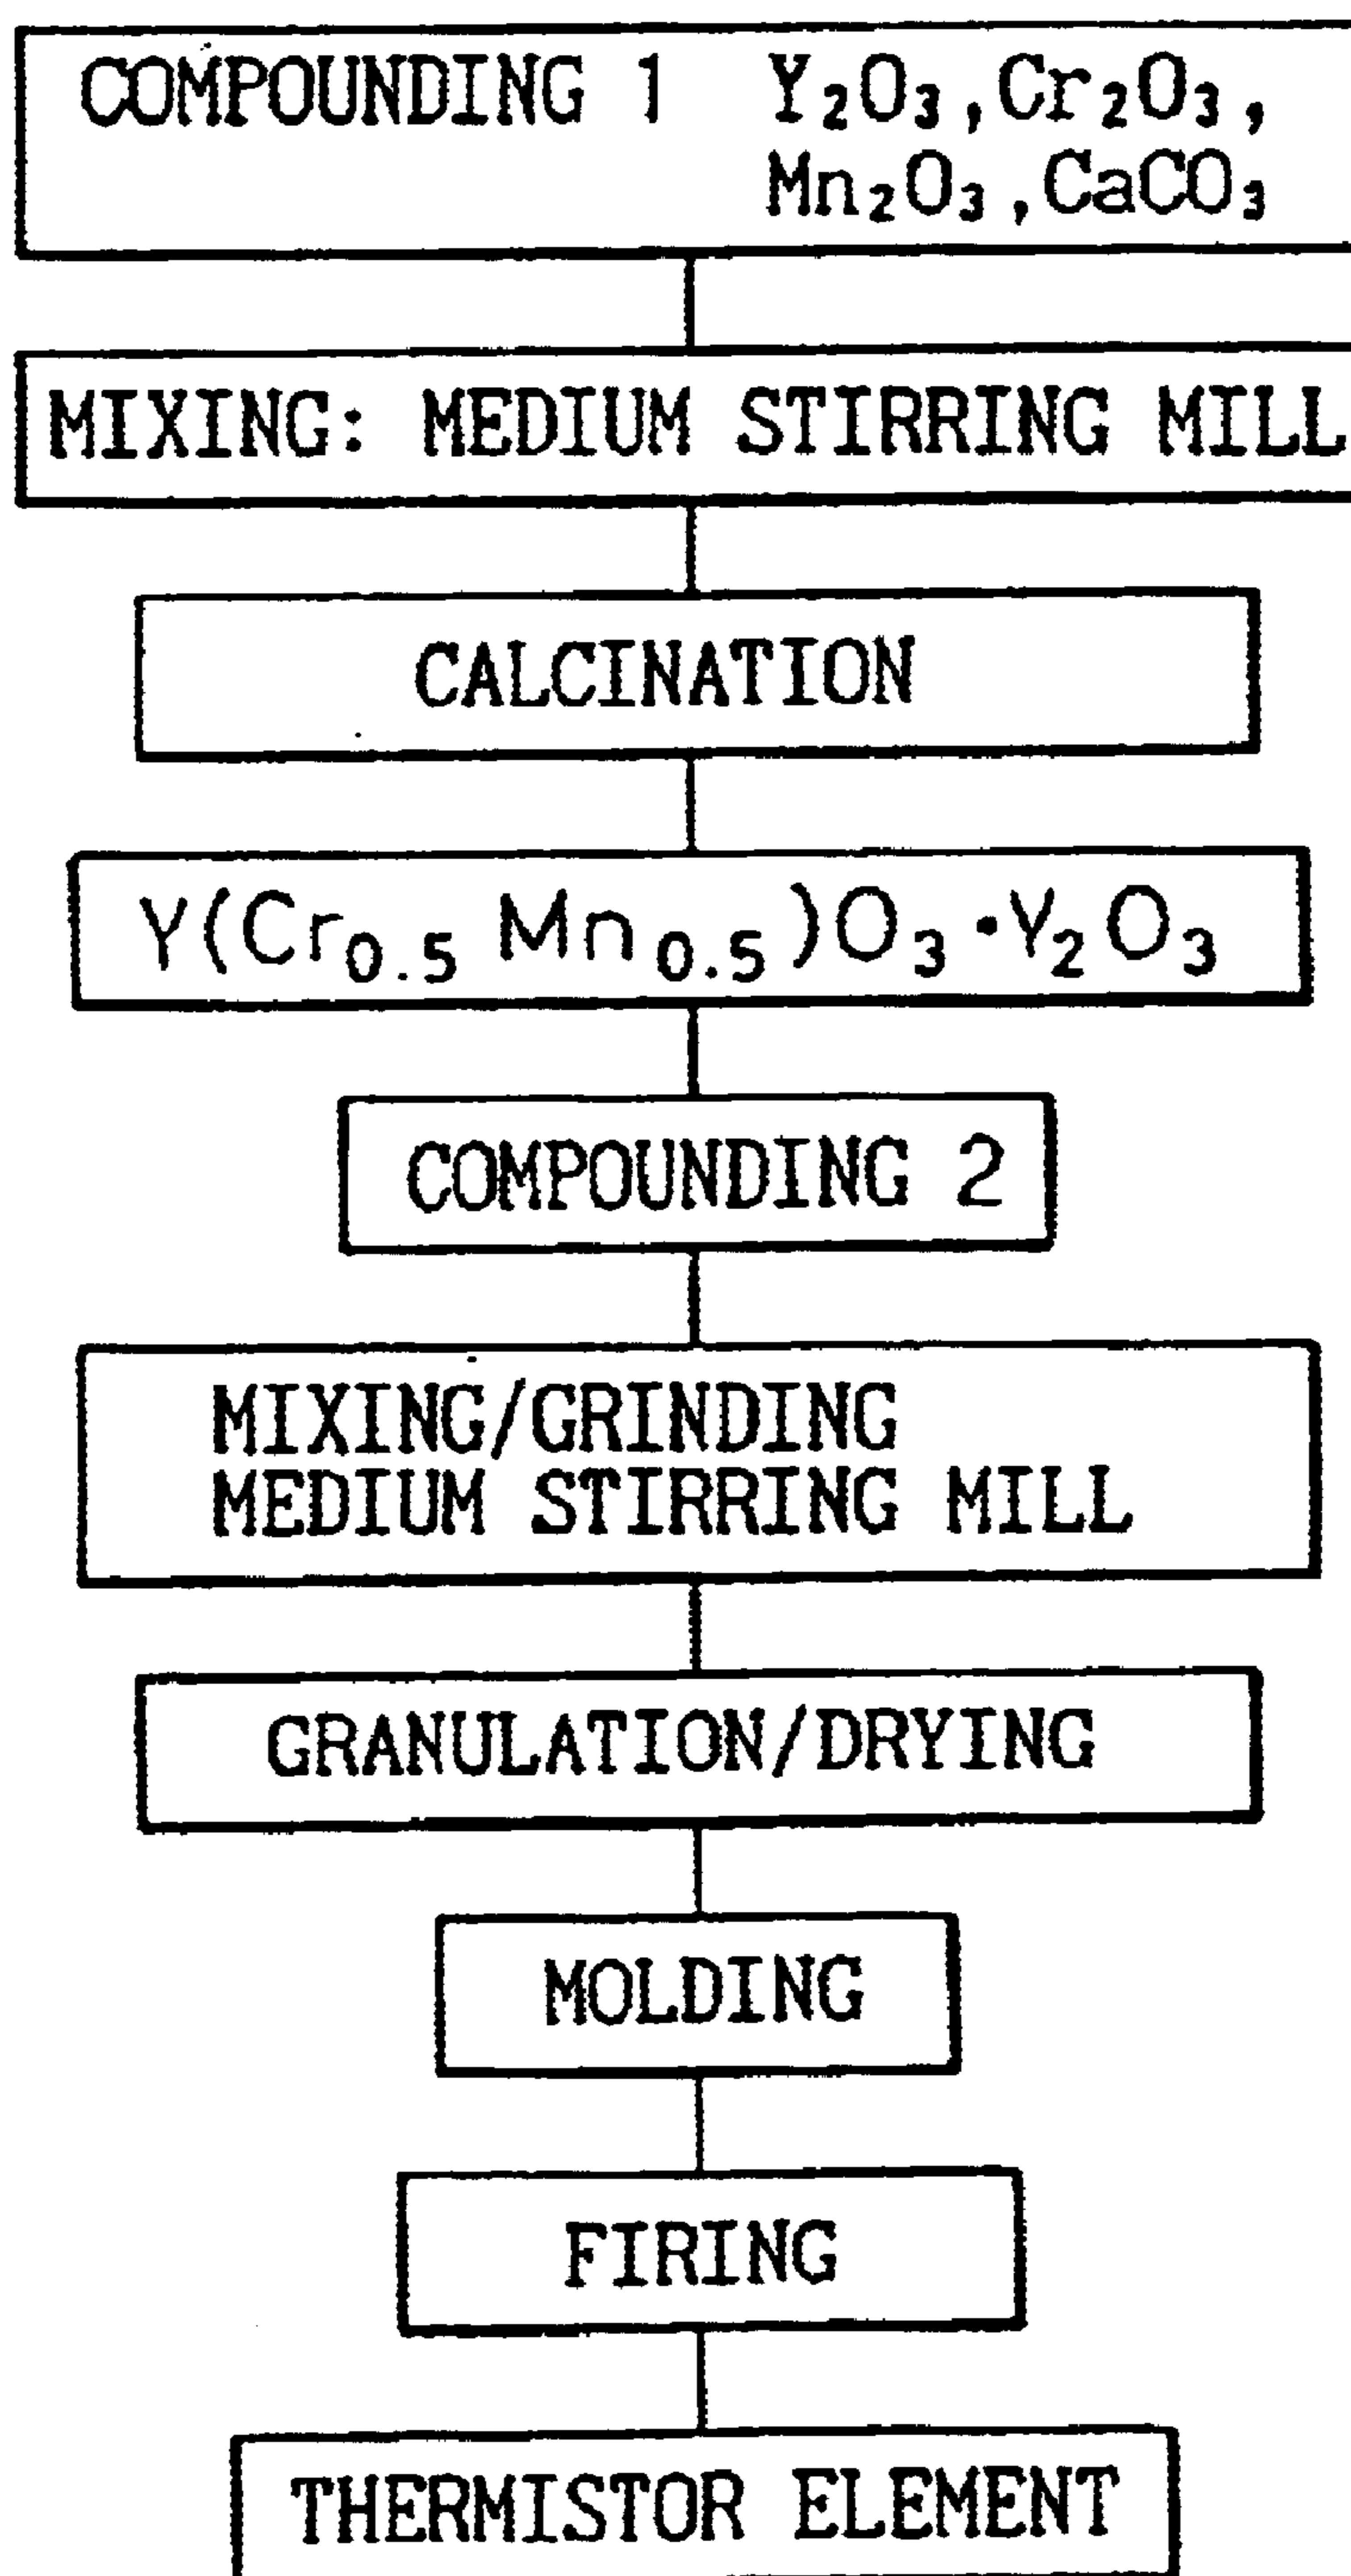 COMPOUNDING 1 Y₂O₃,Cr₂O₃,
Mn₂O₃,CaCO₃
MIXING: MEDIUM STIRRING MILL
CALCINATION
Y(Cr₀.₅ Mn₀.₅)O₃·Y₂O₃
COMPOUNDING 2
MIXING/GRINDING
MEDIUM STIRRING MILL
GRANULATION/DRYING
MOLDING
FIRING
THERMISTOR ELEMENT